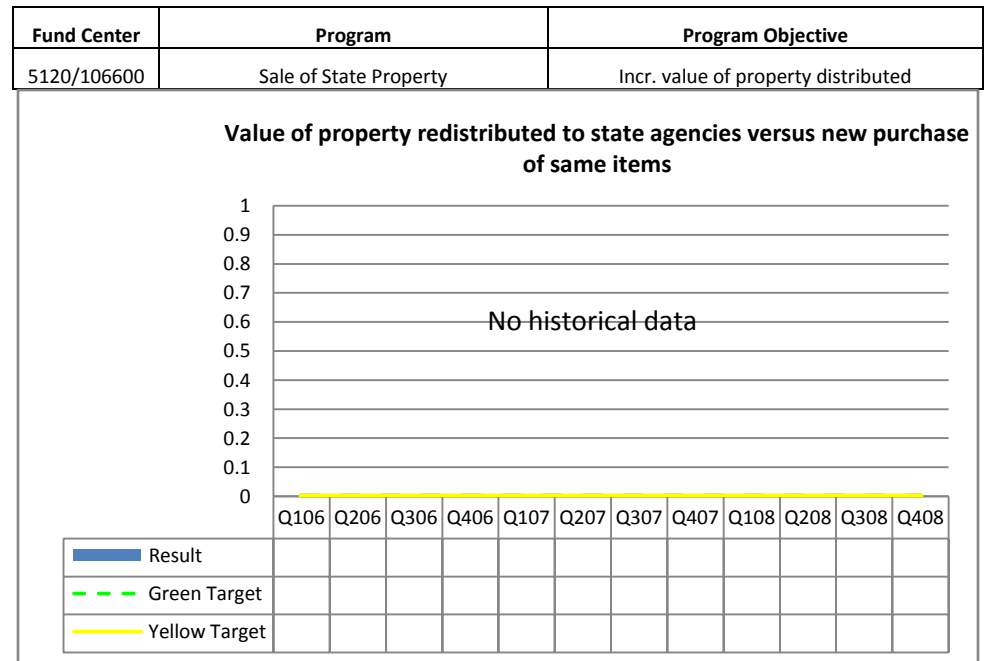 Fund Center Program Program Objective
5120/106600 Sale of State Property Incr. value of property distributed
Value of property redistributed to state agencies versus new purchase
of same items
1
0.9
0.8
0.7
0.6
0.5
0.4
0.3
0.2
0.1
0
No historical data
Q106 Q206 Q306 Q406 Q107 Q207 Q307 Q407 Q108 Q208 Q308 Q408
Result
Green Target
Yellow Target